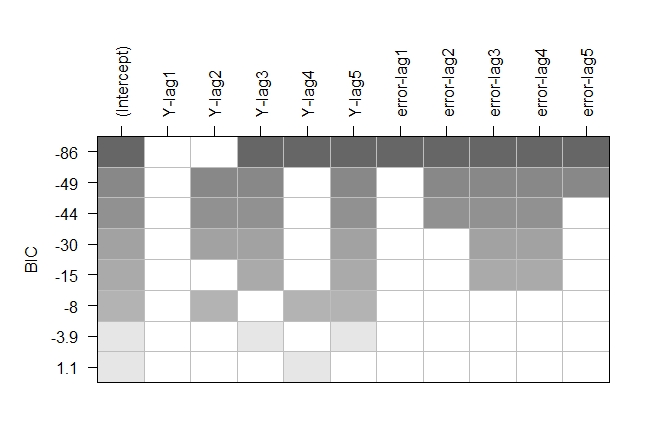 (Intercept)
Y-lag1
Y-lag2
Y-lag3
Y-lag4
Y-lag5
error-lag1
error-lag2
error-lag3
error-lag4
error-lag5
BIC
-86
-49
-44
-30
-15
-8
-3.9
1.1